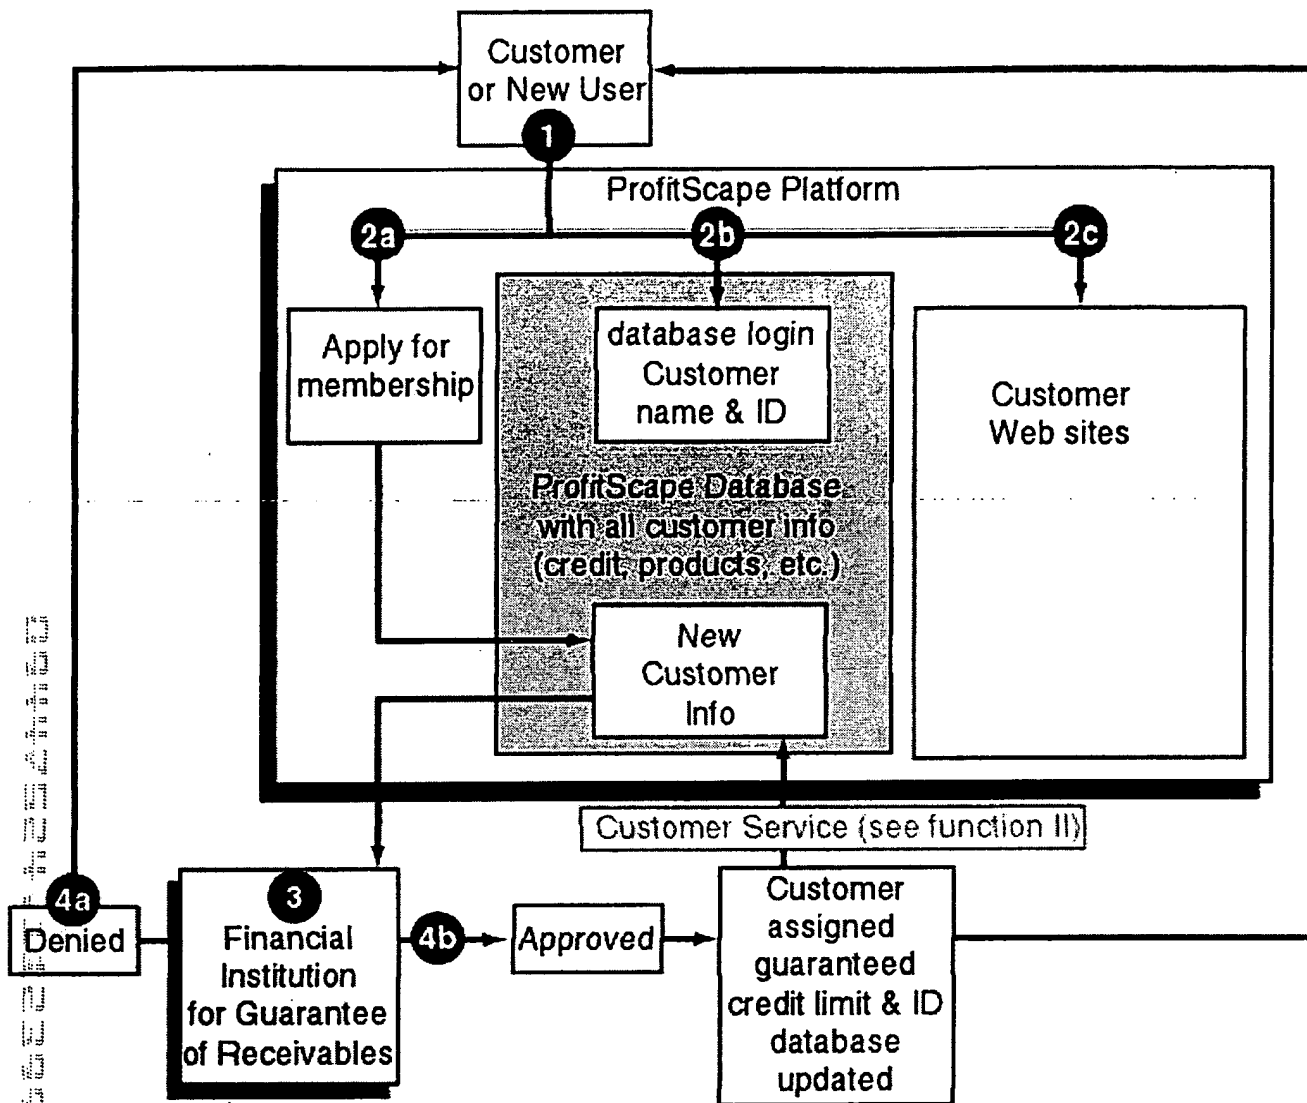 Customer
or New User
1
ProfitScape Platform
2a
2b
2c
Apply for
membership
database login
Customer
name & ID
Customer
Web sites
ProfitScape Database
with all customer info
(credit, products, etc.)
New
Customer
Info
Customer Service (see function II)
4a
Denied
3
Financial
Institution
for Guarantee
of Receivables
4b
Approved
Customer
assigned
guaranteed
credit limit & ID
database
updated